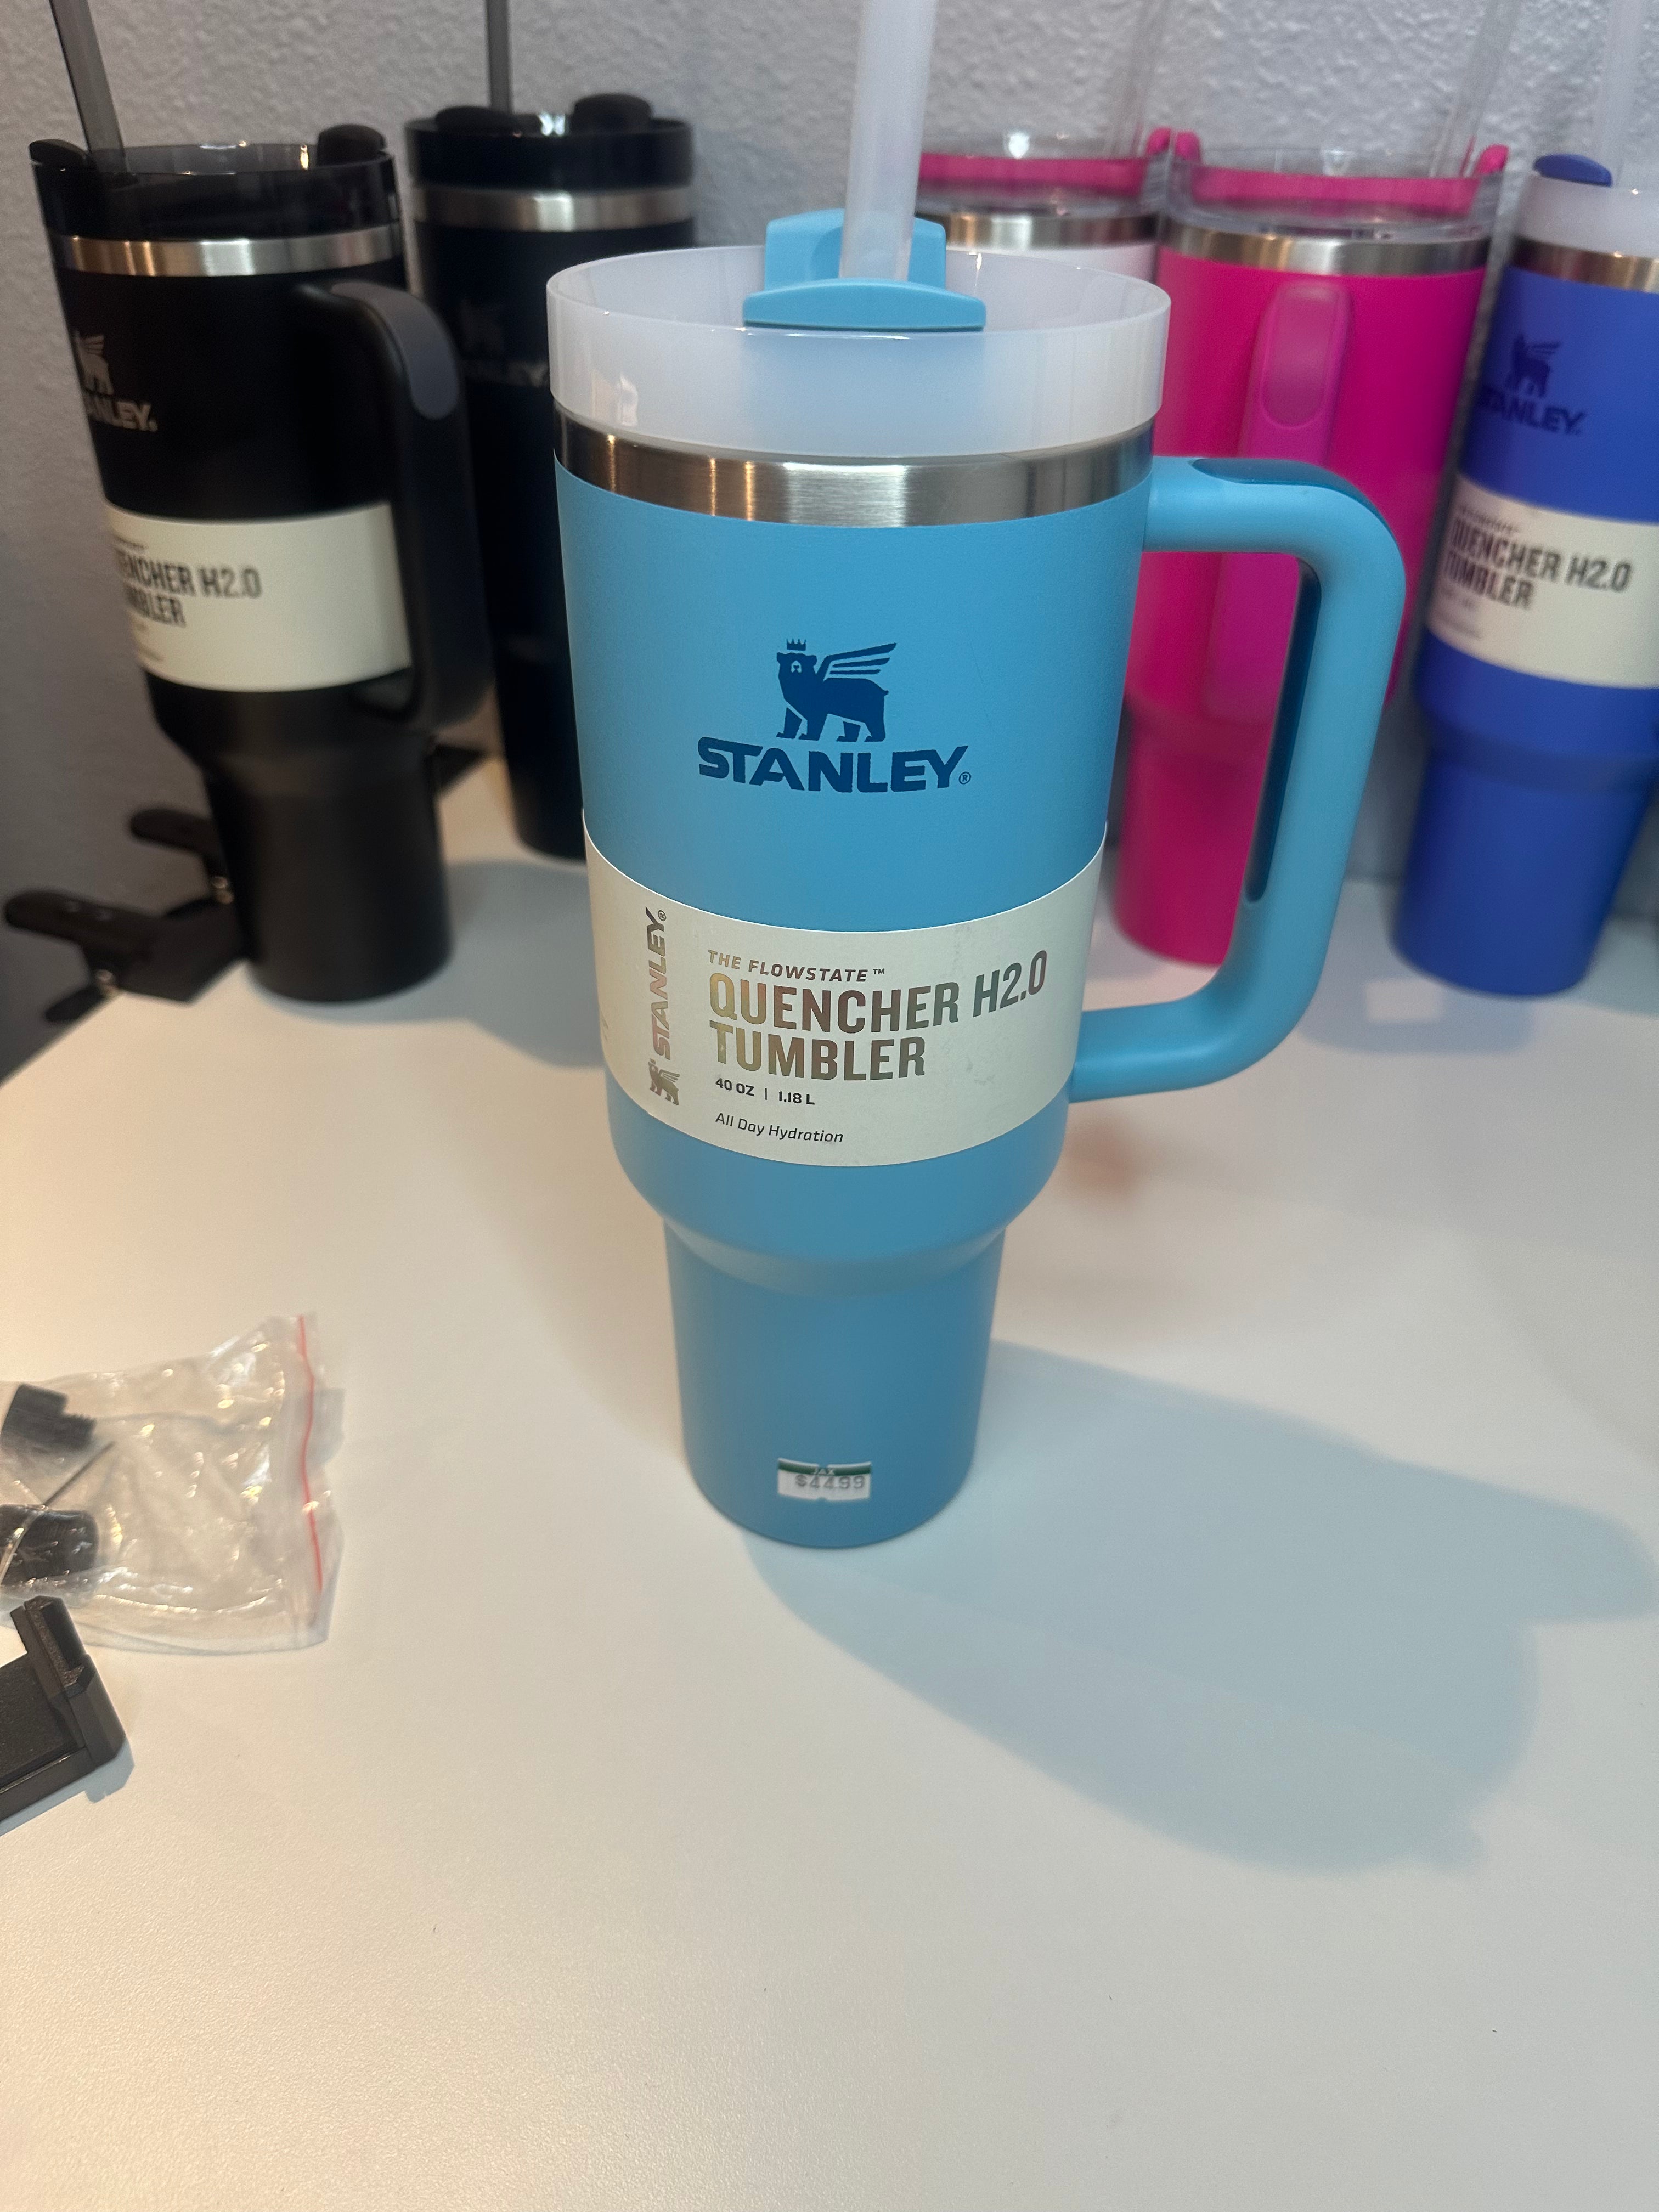 STANLEY®
STANLEY®
THE FLOWSTATE™
QUENCHER H2.0
TUMBLER
40 OZ | 1.18 L
All Day Hydration
JAX
$44.99
STANLEY
QUENCHER H2.0
TUMBLER
STANLEY
QUENCHER H2.0
TUMBLER